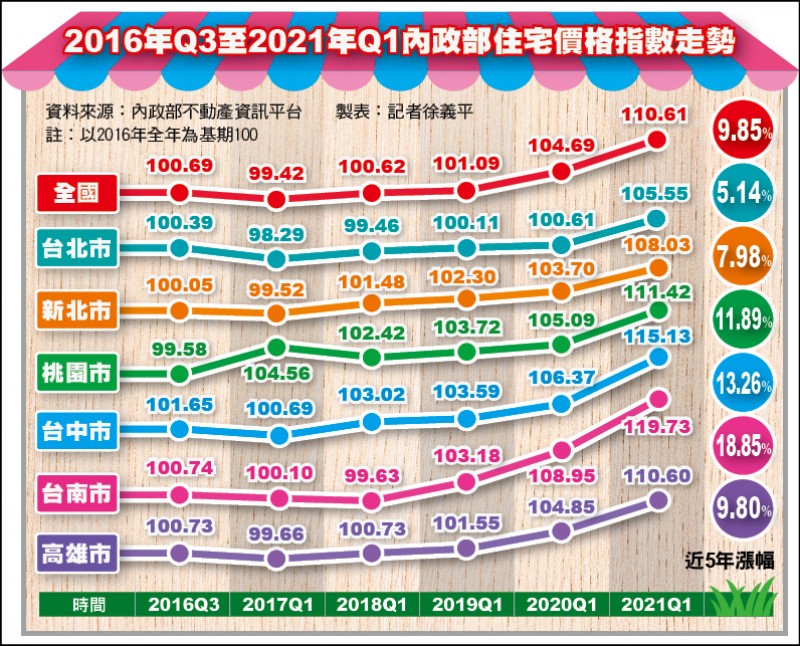 2016年Q3至2021年Q1內政部住宅價格指數走勢
資料來源：內政部不動產資訊平台 製表：記者徐義平
註：以2016年全年為基期100
全國 100.69 99.42 100.62 101.09 104.69 110.61 9.85%
台北市 100.39 98.29 99.46 100.11 100.61 105.55 5.14%
新北市 100.05 99.52 101.48 102.30 103.70 108.03 7.98%
桃園市 99.58 104.56 102.42 103.72 105.09 111.42 11.89%
台中市 101.65 100.69 103.02 103.59 106.37 115.13 13.26%
台南市 100.74 100.10 99.63 103.18 108.95 119.73 18.85%
高雄市 100.73 99.66 100.73 101.55 104.85 110.60 9.80%
近5年漲幅
時間 2016Q3 2017Q1 2018Q1 2019Q1 2020Q1 2021Q1